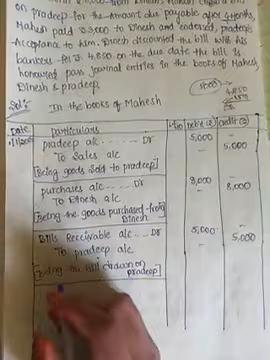 on pradeep for the Amount due payable after 4 months,
Mahesh paid ₹ 3,000 to Dinesh and endorsed, pradeep's
Acceptance to him. Dinesh discounted the bill with his
bankers for ₹ 4,850 on the due date the bill is
honoured pass journal entries in the books of Mahesh,
Dinesh & pradeep.
5000
4850
Sol:
In the books of Mahesh
Date particulars debit (₹) credit (₹)
pradeep a/c ........ Dr 5,000 -
To Sales a/c - 5,000
[Being goods Sold to pradeep]
purchases a/c .... Dr 8,000 -
To Dinesh a/c - 8,000
[Being the goods purchased from
Dinesh]
Bills Receivable a/c ... Dr 5,000 -
To pradeep a/c - 5,000
[Being the bill drawn on
pradeep]